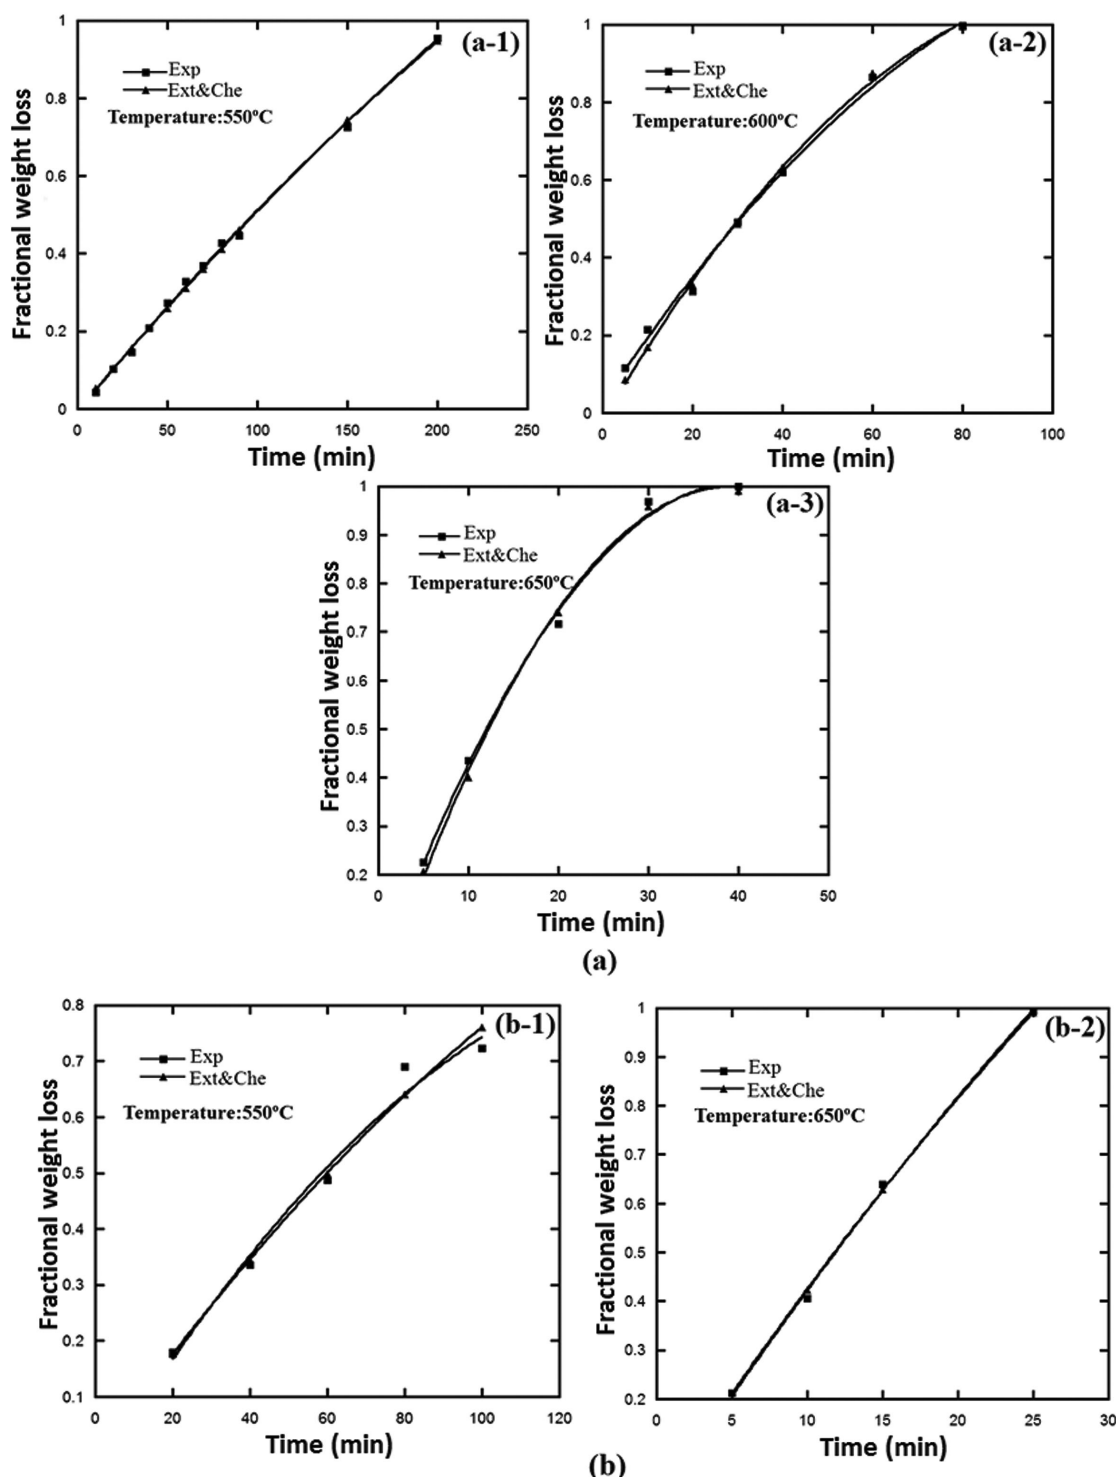 (a-1)
Fractional weight loss
1
0.8
0.6
0.4
0.2
0
Exp
Ext&Che
Temperature:550°C
0 50 100 150 200 250
Time (min)
(a-2)
Fractional weight loss
1
0.8
0.6
0.4
0.2
0
Exp
Ext&Che
Temperature:600°C
0 20 40 60 80 100
Time (min)
(a-3)
Fractional weight loss
1
0.9
0.8
0.7
0.6
0.5
0.4
0.3
0.2
Exp
Ext&Che
Temperature:650°C
0 10 20 30 40 50
Time (min)
(a)
(b-1)
Fractional weight loss
0.8
0.7
0.6
0.5
0.4
0.3
0.2
0.1
Exp
Ext&Che
Temperature:550°C
0 20 40 60 80 100 120
Time (min)
(b-2)
Fractional weight loss
1
0.9
0.8
0.7
0.6
0.5
0.4
0.3
0.2
Exp
Ext&Che
Temperature:650°C
0 5 10 15 20 25 30
Time (min)
(b)